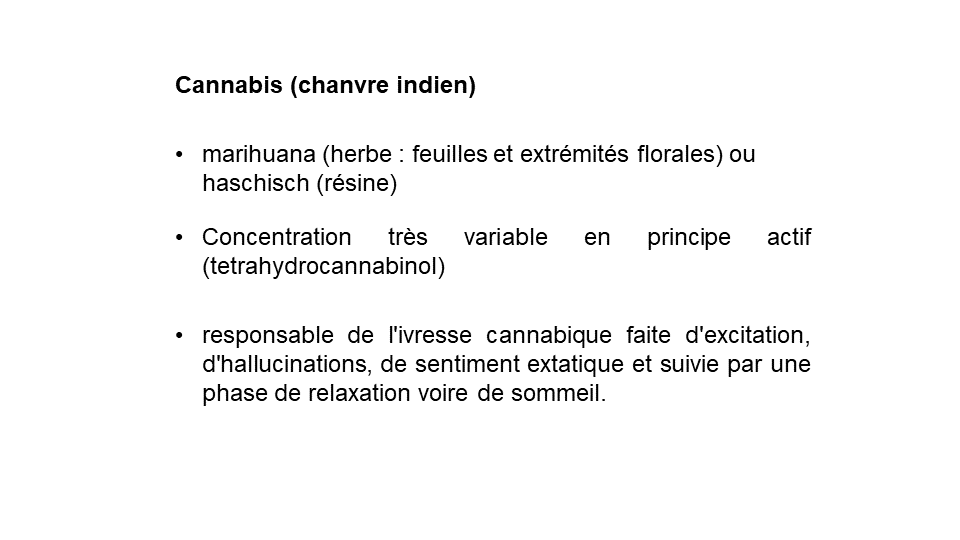 Cannabis (chanvre indien)
• marihuana (herbe : feuilles et extrémités florales) ou
haschisch (résine)
• Concentration très variable en principe actif
(tetrahydrocannabinol)
• responsable de l'ivresse cannabique faite d'excitation,
d'hallucinations, de sentiment extatique et suivie par une
phase de relaxation voire de sommeil.